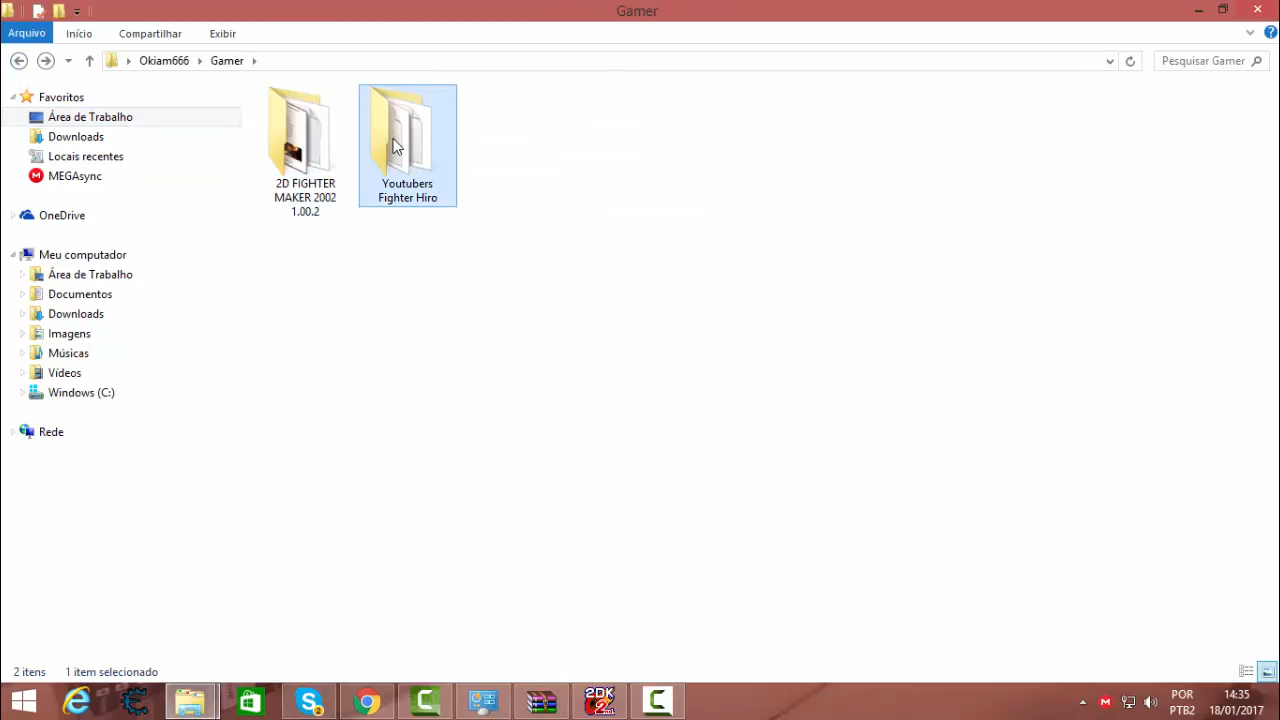 Gamer
Arquivo Início Compartilhar Exibir
Okiam666 Gamer Pesquisar Gamer
Favoritos
Área de Trabalho
Downloads
Locais recentes
MEGAsync
OneDrive
Meu computador
Área de Trabalho
Documentos
Downloads
Imagens
Músicas
Vídeos
Windows (C:)
Rede
2D FIGHTER
MAKER 2002
1.00.2
Youtubers
Fighter Hiro
2 itens 1 item selecionado
2DK
POR
PTB2
14:35
18/01/2017